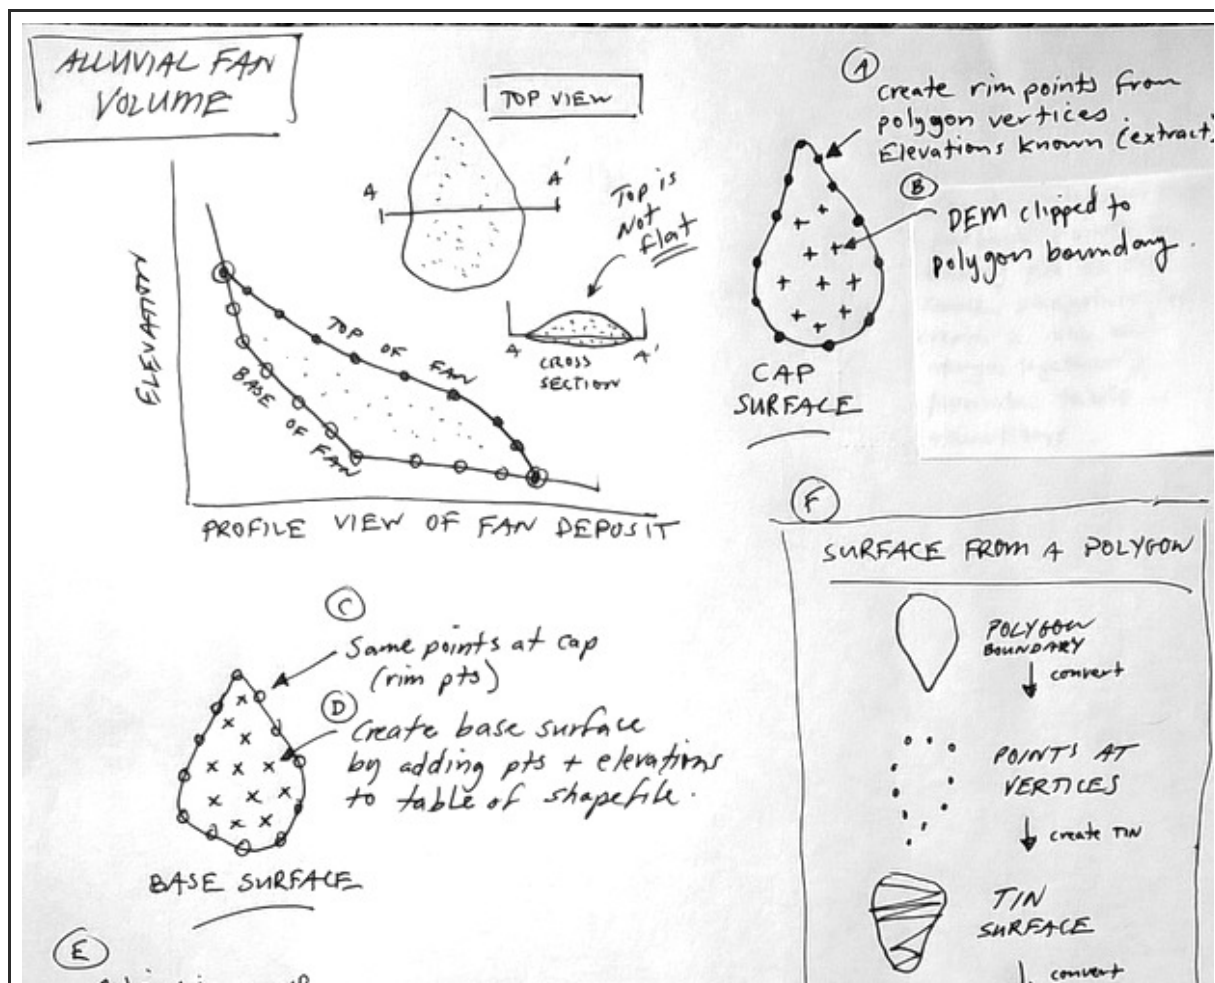 ALLUVIAL FAN
VOLUME
TOP VIEW
A
A'
TOP is
Not
flat
A
A'
CROSS
SECTION
ELEVATION
TOP OF FAN
BASE OF FAN
PROFILE VIEW OF FAN DEPOSIT
A
create rim points from
polygon vertices.
Elevations known (extract)
B
DEM clipped to
polygon boundary.
CAP
SURFACE
C
Same points at cap
(rim pts)
D
Create base surface
by adding pts + elevations
to table of shapefile.
BASE SURFACE
E
F
SURFACE FROM A POLYGON
POLYGON
BOUNDARY
convert
POINTS AT
VERTICES
create TIN
TIN
SURFACE
convert